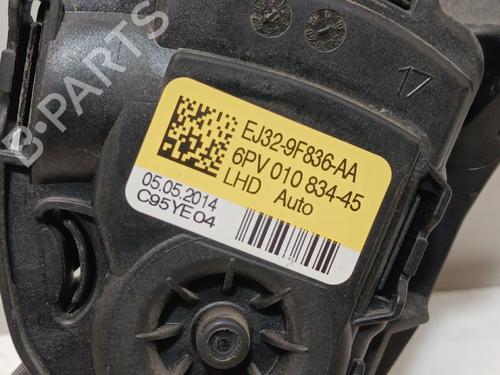 B-PARTS
17
EJ32-9F836-AA
6PV 010 834-45
LHD Auto
05.05.2014
C95YE04